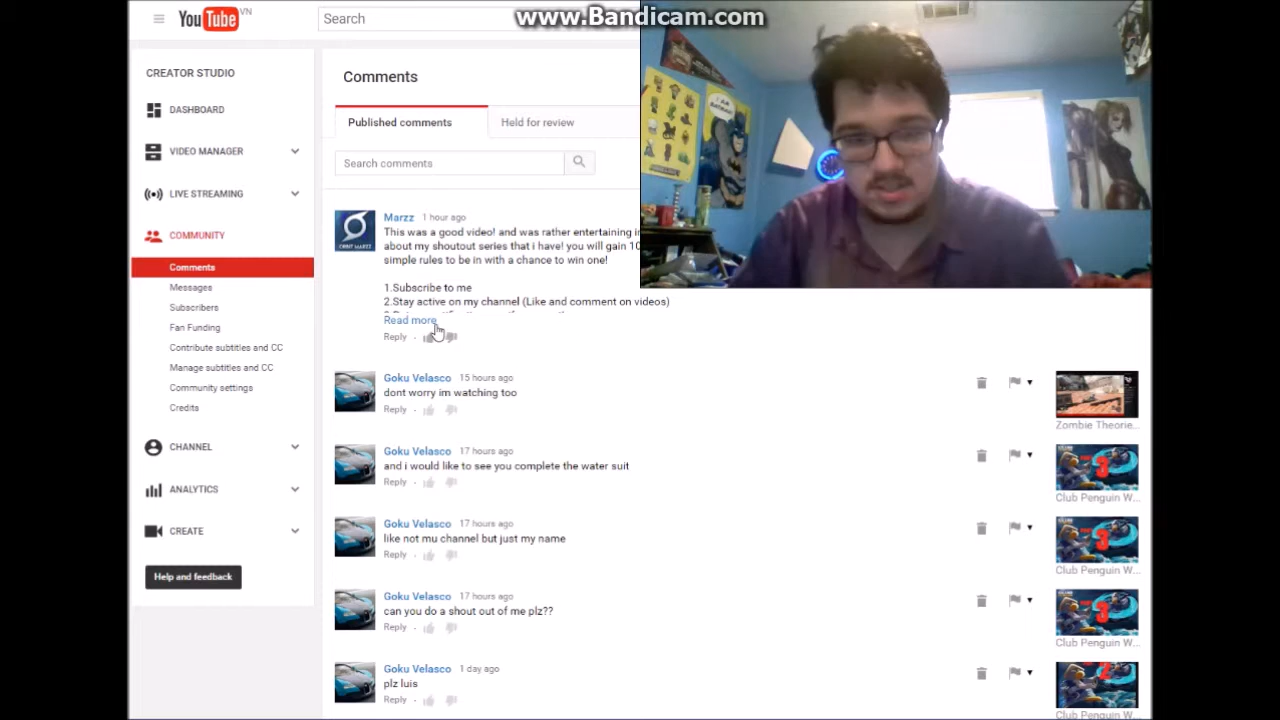 www.Bandicam.com
YouTube VN
Search
CREATOR STUDIO
DASHBOARD
VIDEO MANAGER
LIVE STREAMING
COMMUNITY
Comments
Messages
Subscribers
Fan Funding
Contribute subtitles and CC
Manage subtitles and CC
Community settings
Credits
CHANNEL
ANALYTICS
CREATE
Help and feedback
Comments
Published comments
Held for review
Search comments
Marzz 1 hour ago
This was a good video! and was rather entertaining
about my shoutout series that i have! you will gain
simple rules to be in with a chance to win one!
1.Subscribe to me
2.Stay active on my channel (Like and comment on videos)
Read more
Reply
Goku Velasco 15 hours ago
dont worry im watching too
Reply
Zombie Theorie...
Goku Velasco 17 hours ago
and i would like to see you complete the water suit
Reply
3
Club Penguin W...
Goku Velasco 17 hours ago
like not mu channel but just my name
Reply
3
Club Penguin W...
Goku Velasco 17 hours ago
can you do a shout out of me plz??
Reply
3
Club Penguin W...
Goku Velasco 1 day ago
plz luis
Reply
2
Club Penguin W...
I AM
BATMAN!